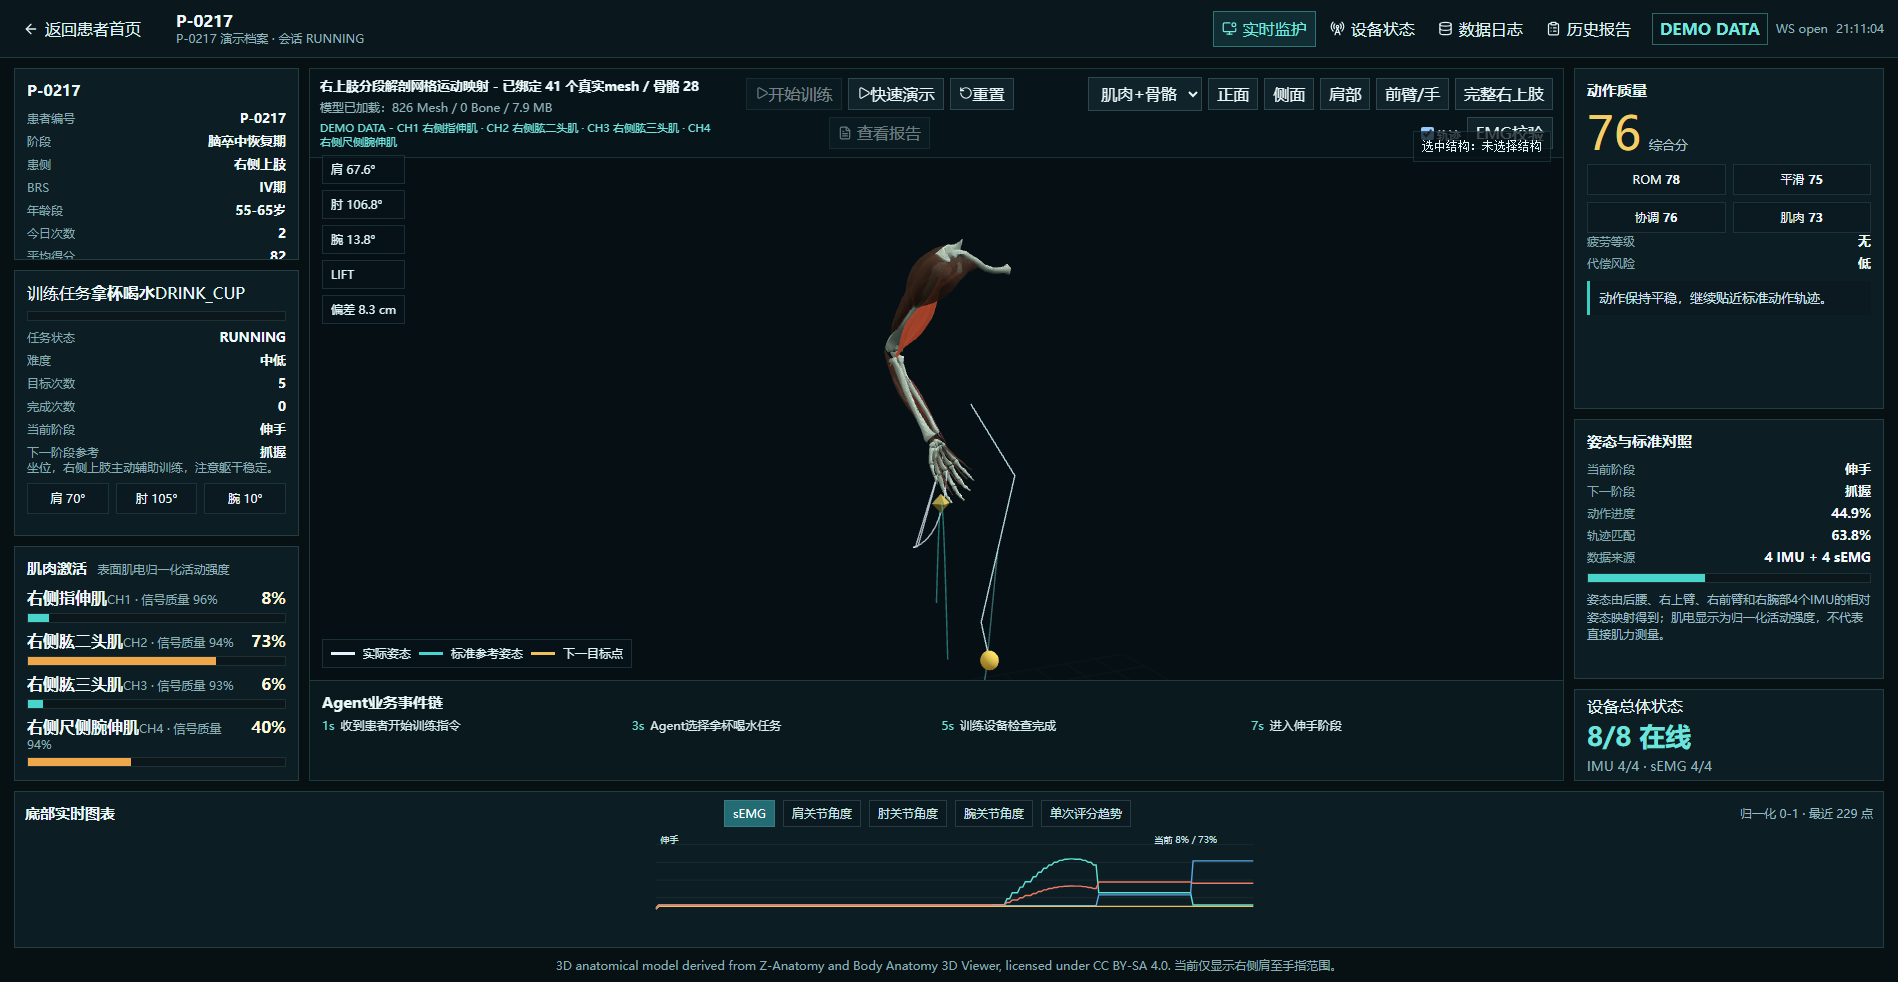 返回患者首页
P-0217
P-0217 演示档案 · 会话 RUNNING
实时监护
设备状态
数据日志
历史报告
DEMO DATA
WS open 21:11:04
P-0217
患者编号 P-0217
阶段 脑卒中恢复期
患侧 右侧上肢
BRS IV期
年龄段 55-65岁
今日次数 2
平均得分 82
训练任务拿杯喝水DRINK_CUP
任务状态 RUNNING
难度 中低
目标次数 5
完成次数 0
当前阶段 伸手
下一阶段参考 抓握
坐位，右侧上肢主动辅助训练，注意躯干稳定。
肩 70°
肘 105°
腕 10°
肌肉激活 表面肌电归一化活动强度
右侧指伸肌CH1 · 信号质量 96% 8%
右侧肱二头肌CH2 · 信号质量 94% 73%
右侧肱三头肌CH3 · 信号质量 93% 6%
右侧尺侧腕伸肌CH4 · 信号质量 40%
94%
右上肢分段解剖网格运动映射 - 已绑定 41 个真实mesh / 骨骼 28
模型已加载：826 Mesh / 0 Bone / 7.9 MB
DEMO DATA - CH1 右侧指伸肌 · CH2 右侧肱二头肌 · CH3 右侧肱三头肌 · CH4
右侧尺侧腕伸肌
开始训练
快速演示
重置
查看报告
肌肉+骨骼
正面
侧面
肩部
前臂/手
完整右上肢
轨迹
EMG校验
选中结构：未选择结构
肩 67.6°
肘 106.8°
腕 13.8°
LIFT
偏差 8.3 cm
实际姿态
标准参考姿态
下一目标点
Agent业务事件链
1s 收到患者开始训练指令
3s Agent选择拿杯喝水任务
5s 训练设备检查完成
7s 进入伸手阶段
动作质量
76 综合分
ROM 78
平滑 75
协调 76
肌肉 73
疲劳等级 无
代偿风险 低
动作保持平稳，继续贴近标准动作轨迹。
姿态与标准对照
当前阶段 伸手
下一阶段 抓握
动作进度 44.9%
轨迹匹配 63.8%
数据来源 4 IMU + 4 sEMG
姿态由后腰、右上臂、右前臂和右腕部4个IMU的相对
姿态映射得到；肌电显示为归一化活动强度，不代表
直接肌力测量。
设备总体状态
8/8 在线
IMU 4/4 · sEMG 4/4
底部实时图表
sEMG
肩关节角度
肘关节角度
腕关节角度
单次评分趋势
归一化 0-1 · 最近 229 点
伸手
当前 8% / 73%
3D anatomical model derived from Z-Anatomy and Body Anatomy 3D Viewer, licensed under CC BY-SA 4.0. 当前仅显示右侧肩至手指范围。